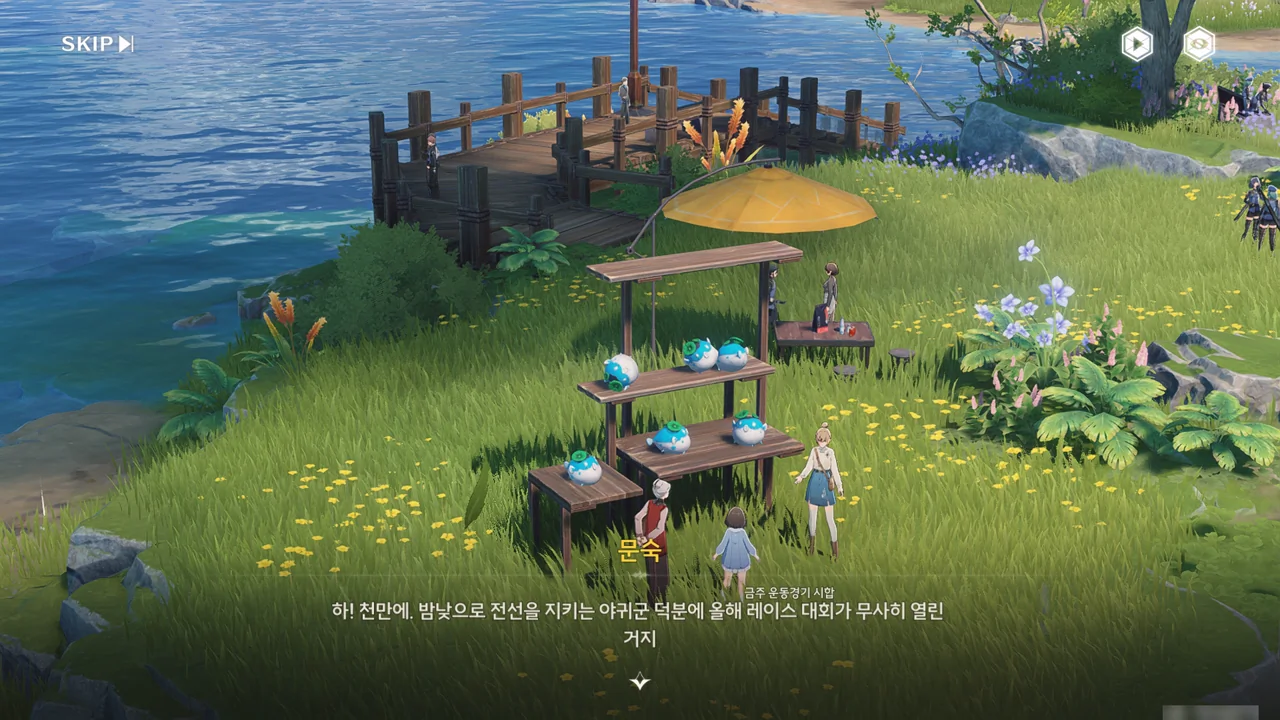 SKIP
문숙
금주 운동경기 시합
하! 천만에. 밤낮으로 전선을 지키는 야귀군 덕분에 올해 레이스 대회가 무사히 열린
거지